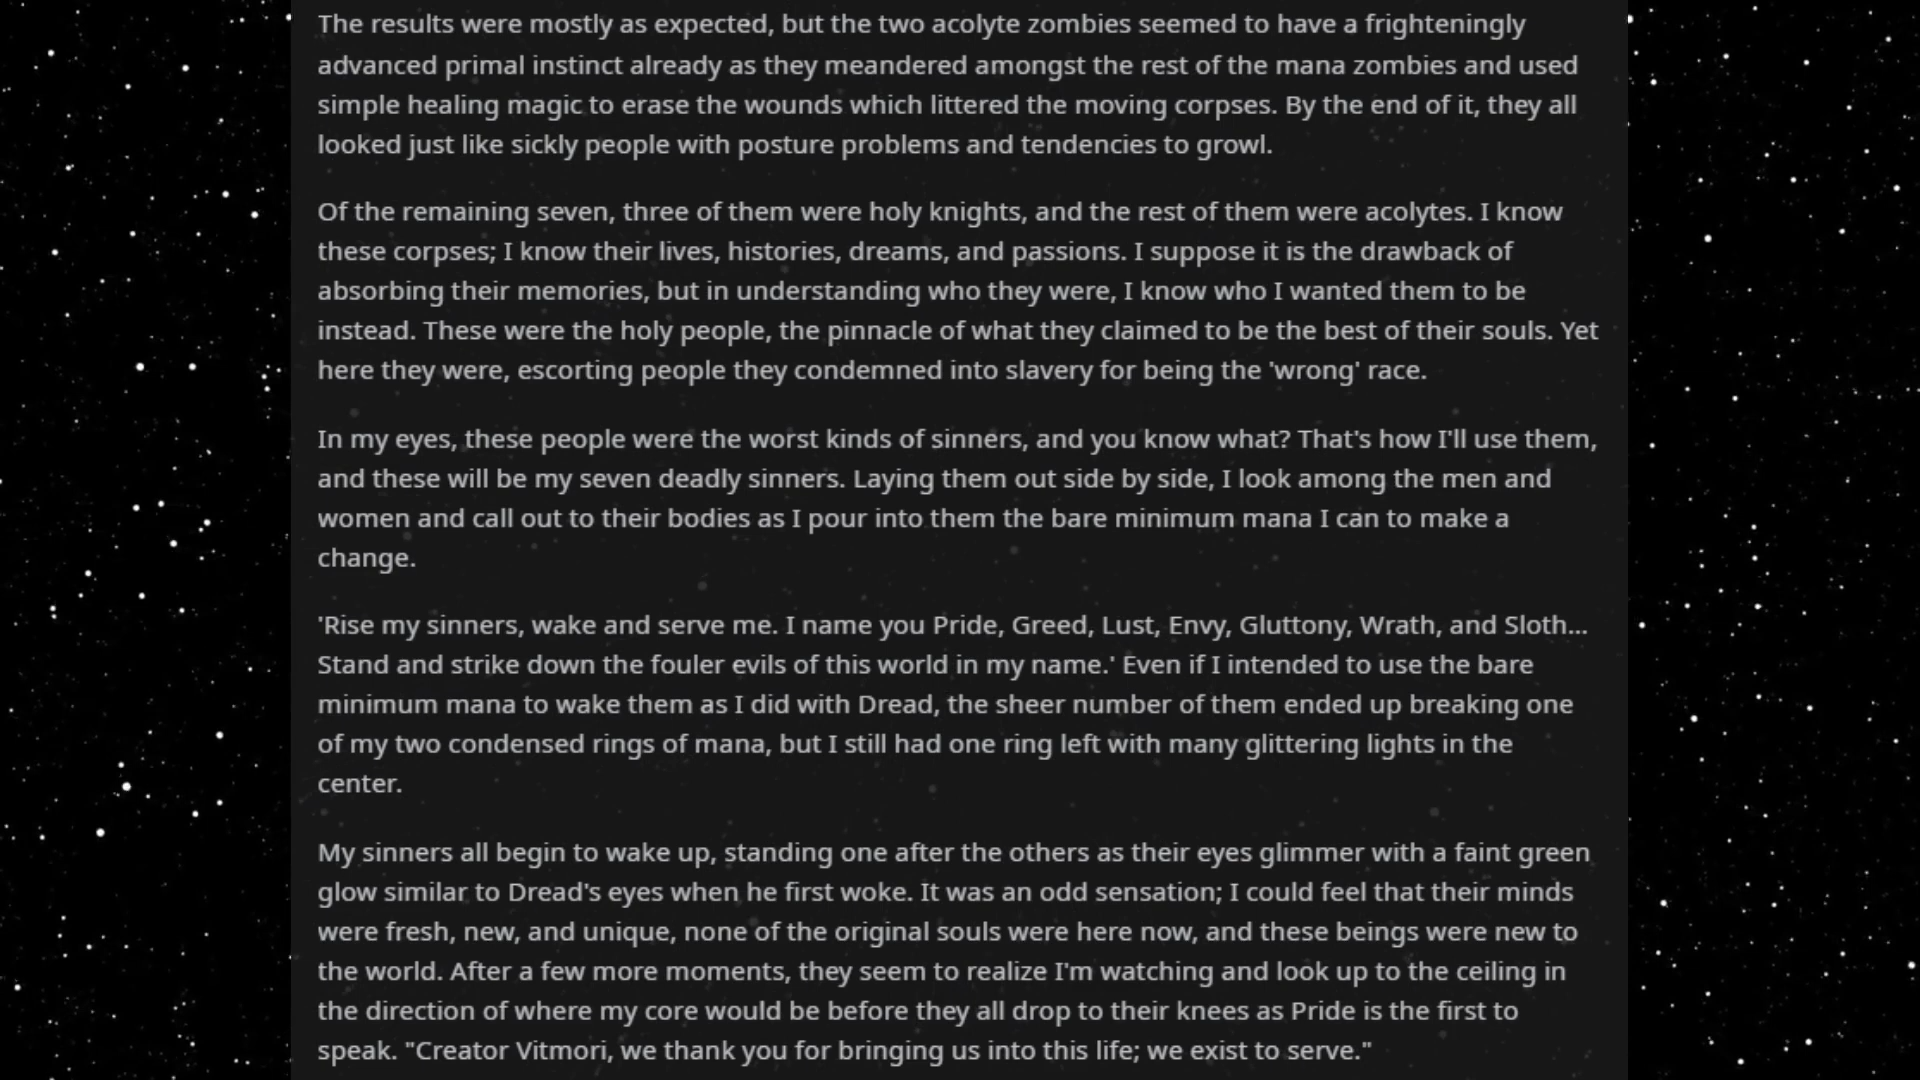 The results were mostly as expected, but the two acolyte zombies seemed to have a frighteningly
advanced primal instinct already as they meandered amongst the rest of the mana zombies and used
simple healing magic to erase the wounds which littered the moving corpses. By the end of it, they all
looked just like sickly people with posture problems and tendencies to growl.
Of the remaining seven, three of them were holy knights, and the rest of them were acolytes. I know
these corpses; I know their lives, histories, dreams, and passions. I suppose it is the drawback of
absorbing their memories, but in understanding who they were, I know who I wanted them to be
instead. These were the holy people, the pinnacle of what they claimed to be the best of their souls. Yet
here they were, escorting people they condemned into slavery for being the 'wrong' race.
In my eyes, these people were the worst kinds of sinners, and you know what? That's how I'll use them,
and these will be my seven deadly sinners. Laying them out side by side, I look among the men and
women and call out to their bodies as I pour into them the bare minimum mana I can to make a
change.
'Rise my sinners, wake and serve me. I name you Pride, Greed, Lust, Envy, Gluttony, Wrath, and Sloth...
Stand and strike down the fouler evils of this world in my name.' Even if I intended to use the bare
minimum mana to wake them as I did with Dread, the sheer number of them ended up breaking one
of my two condensed rings of mana, but I still had one ring left with many glittering lights in the
center.
My sinners all begin to wake up, standing one after the others as their eyes glimmer with a faint green
glow similar to Dread's eyes when he first woke. It was an odd sensation; I could feel that their minds
were fresh, new, and unique, none of the original souls were here now, and these beings were new to
the world. After a few more moments, they seem to realize I'm watching and look up to the ceiling in
the direction of where my core would be before they all drop to their knees as Pride is the first to
speak. "Creator Vitmori, we thank you for bringing us into this life; we exist to serve."